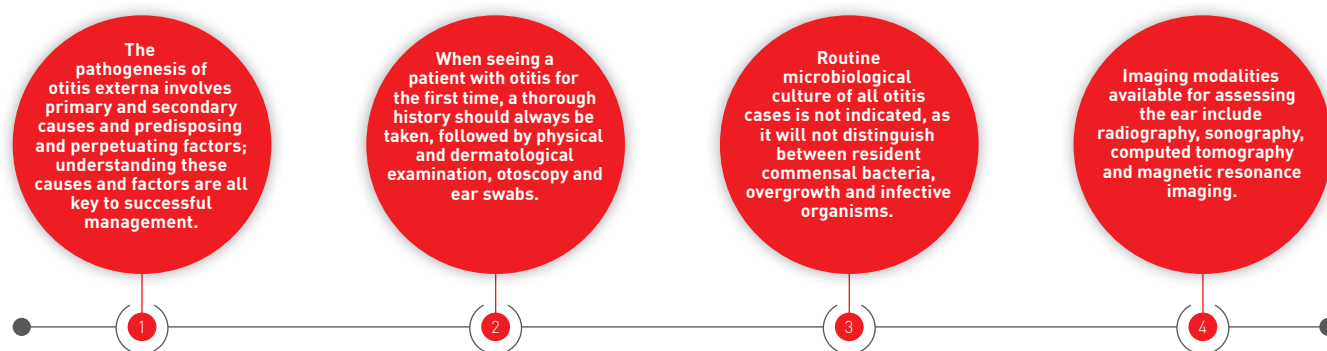 The
pathogenesis of
otitis externa involves
primary and secondary
causes and predisposing
and perpetuating factors;
understanding these
causes and factors are all
key to successful
management.
When seeing a
patient with otitis for
the first time, a thorough
history should always be
taken, followed by physical
and dermatological
examination, otoscopy and
ear swabs.
Routine
microbiological
culture of all otitis
cases is not indicated, as
it will not distinguish
between resident
commensal bacteria,
overgrowth and infective
organisms.
Imaging modalities
available for assessing
the ear include
radiography, sonography,
computed tomography
and magnetic resonance
imaging.
1
2
3
4